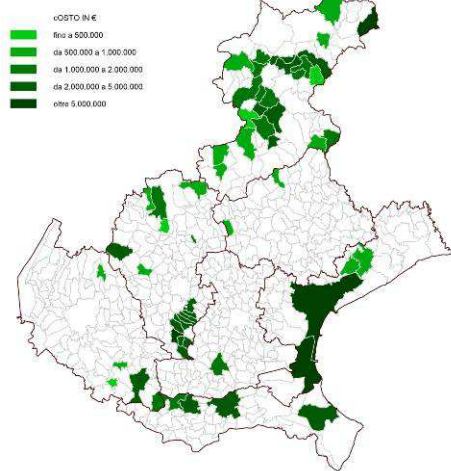 cOSTO IN €
fino a 500.000
da 500.000 a 1.000.000
da 1.000.000 a 2.000.000
da 2.000.000 a 5.000.000
oltre 5.000.000